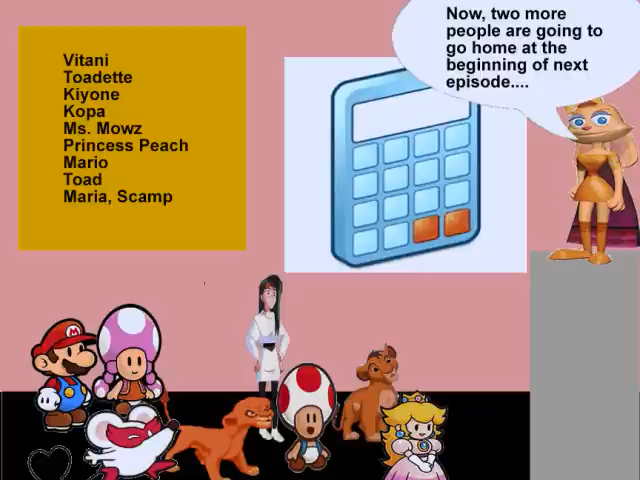 Now, two more
people are going to
go home at the
beginning of next
episode....
Vitani
Toadette
Kiyone
Kopa
Ms. Mowz
Princess Peach
Mario
Toad
Maria, Scamp
M